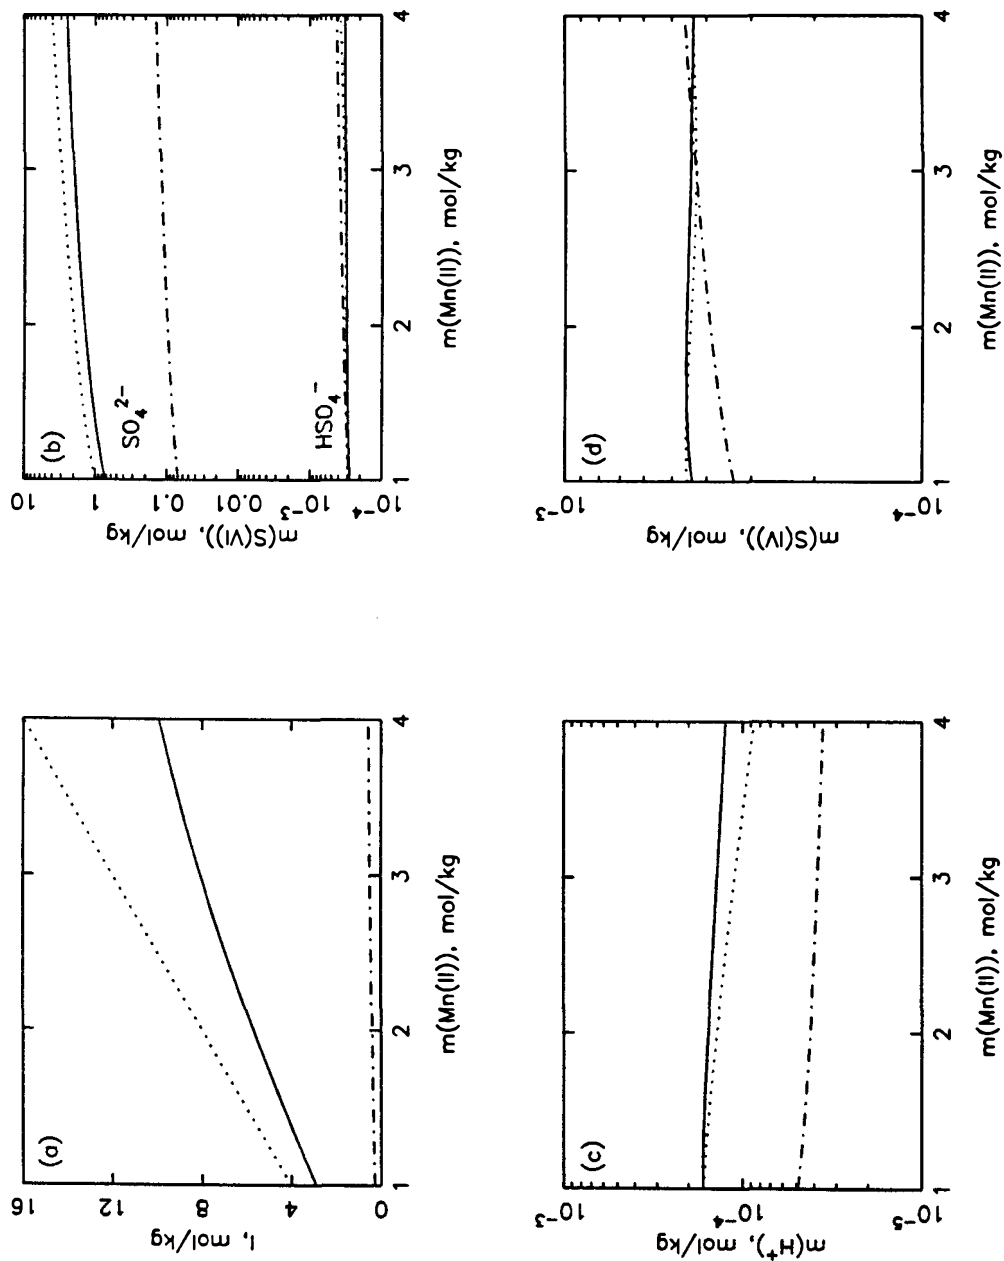 (a)
16
12
8
4
0
I, mol/kg
1 2 3 4
m(Mn(II)), mol/kg
(b)
10
1
0.1
0.01
10⁻³
10⁻⁴
m(S(VI)), mol/kg
SO₄²⁻
HSO₄⁻
1 2 3 4
m(Mn(II)), mol/kg
(c)
10⁻³
10⁻⁴
10⁻⁵
m(H⁺), mol/kg
1 2 3 4
m(Mn(II)), mol/kg
(d)
10⁻³
10⁻⁴
m(S(IV)), mol/kg
1 2 3 4
m(Mn(II)), mol/kg